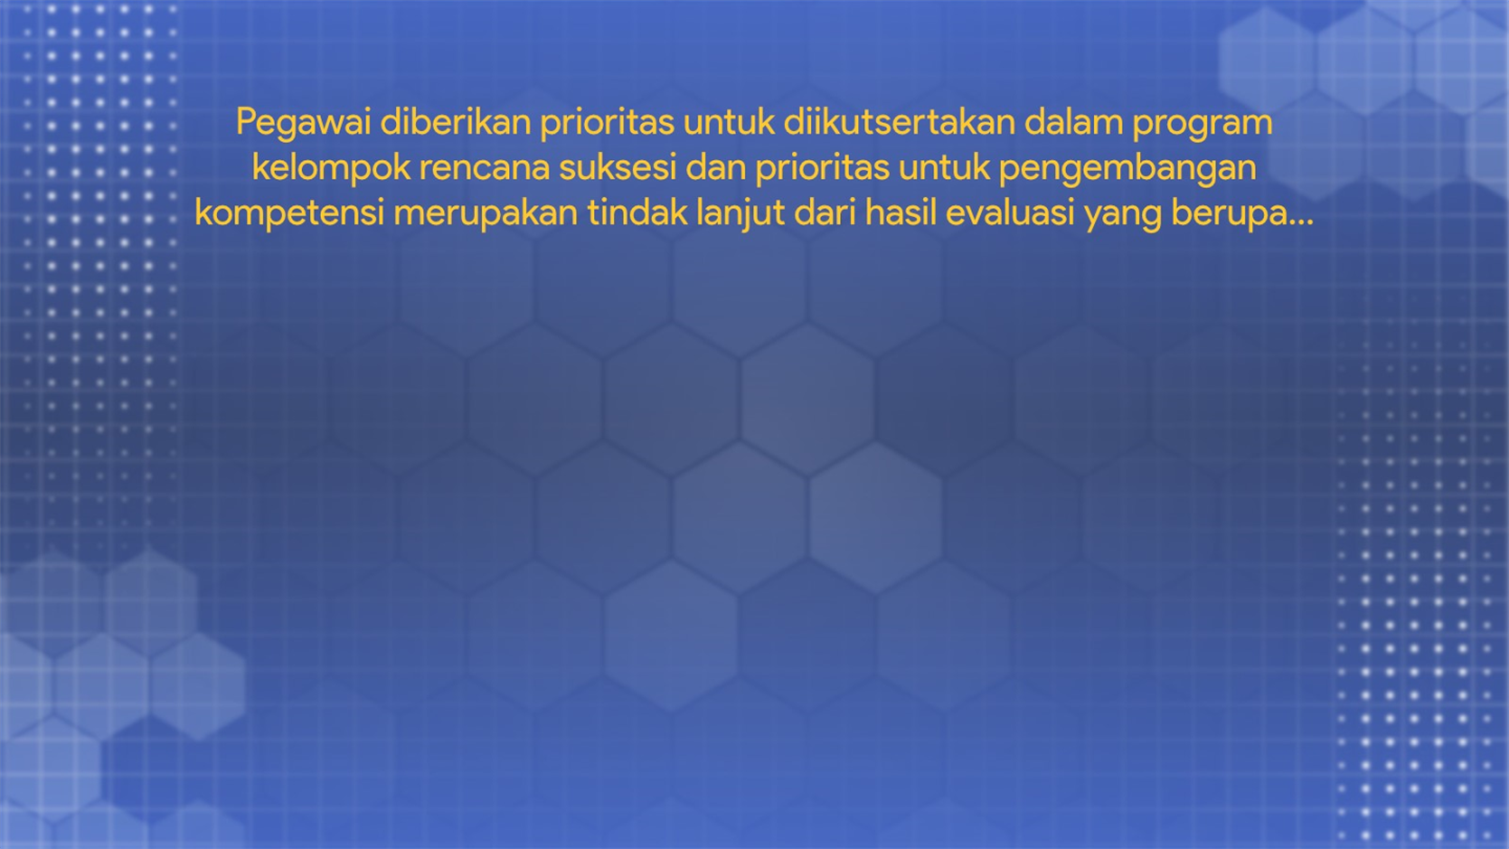 Pegawai diberikan prioritas untuk diikutsertakan dalam program
kelompok rencana suksesi dan prioritas untuk pengembangan
kompetensi merupakan tindak lanjut dari hasil evaluasi yang berupa...